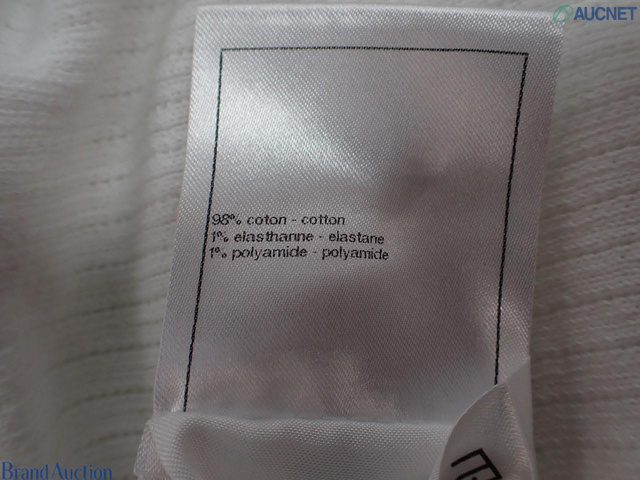 AUCNET
98% coton - cotton
1% elasthanne - elastane
1% polyamide - polyamide
Brand Auction